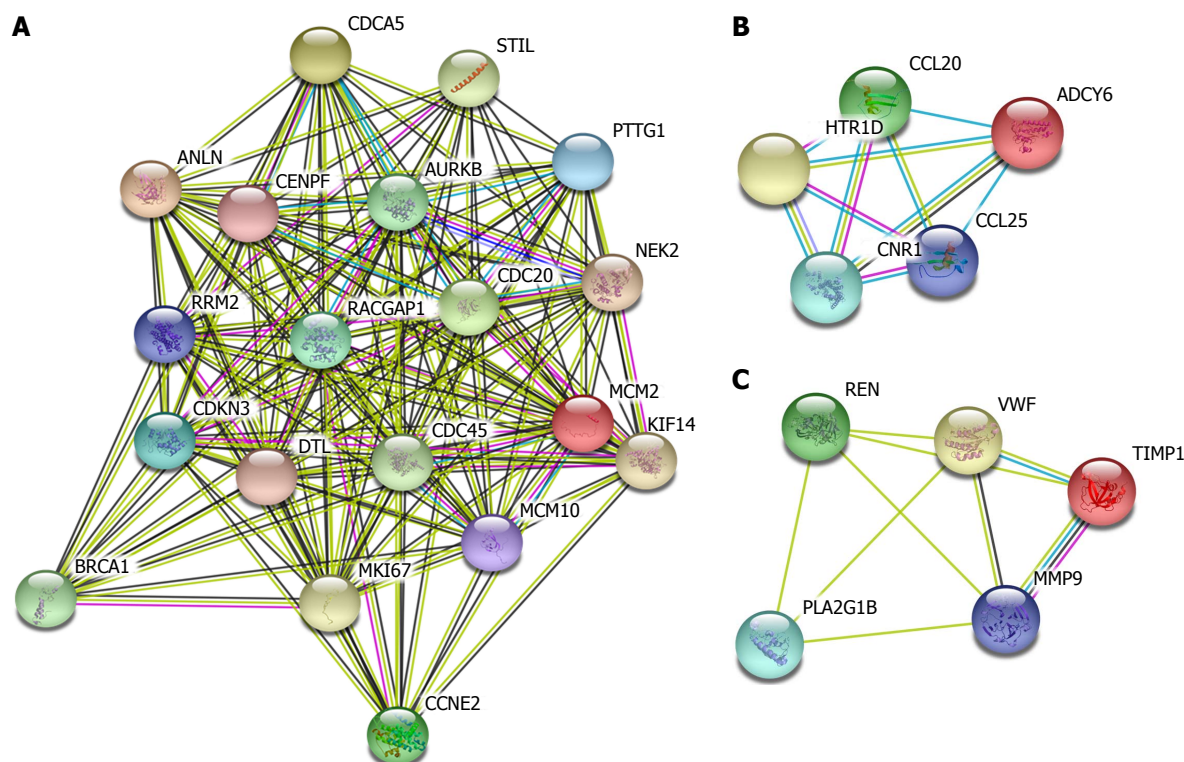 A
CDCA5
STIL
PTTG1
ANLN
CENPF
AURKB
NEK2
CDC20
RRM2
RACGAP1
MCM2
KIF14
CDKN3
DTL
CDC45
MCM10
BRCA1
MKI67
CCNE2
B
CCL20
ADCY6
HTR1D
CCL25
CNR1
C
REN
VWF
TIMP1
MMP9
PLA2G1B